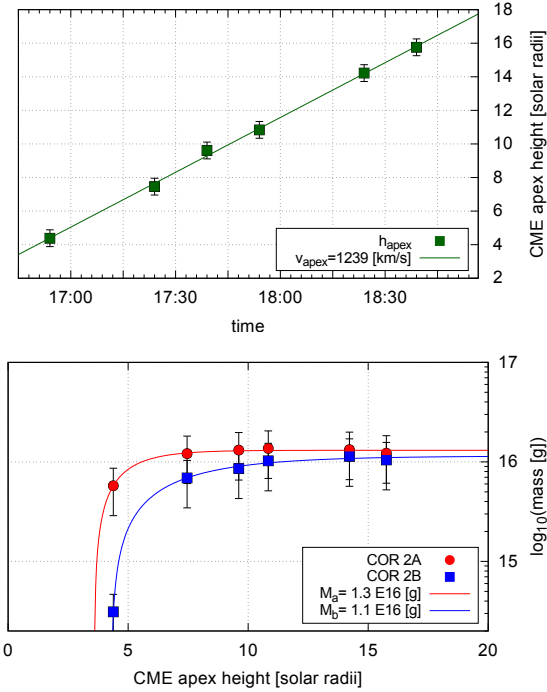 18
16
14
12
10
8
6
4
2
CME apex height [solar radii]
h_apex
v_apex=1239 [km/s]
17:00 17:30 18:00 18:30
time
17
16
15
log_10(mass [g])
COR 2A
COR 2B
M_a= 1.3 E16 [g]
M_b= 1.1 E16 [g]
0 5 10 15 20
CME apex height [solar radii]